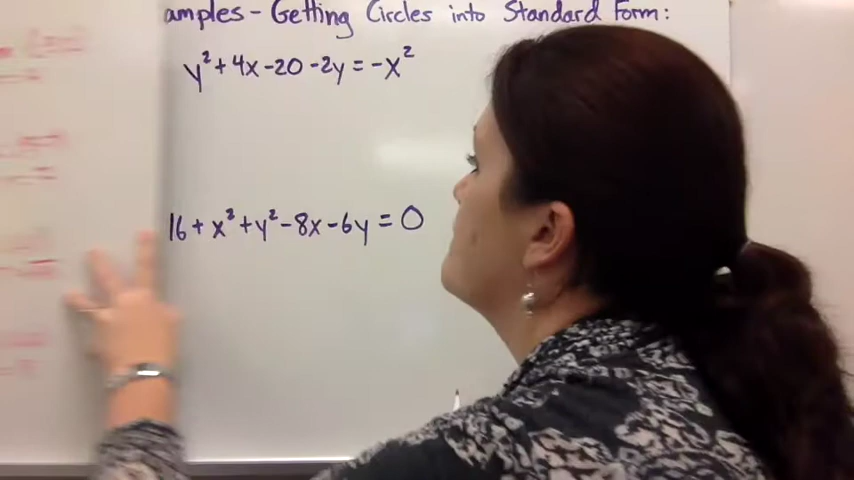 amples - Getting Circles into Standard Form:
y² + 4x - 20 - 2y = -x²
16 + x² + y² - 8x - 6y = 0